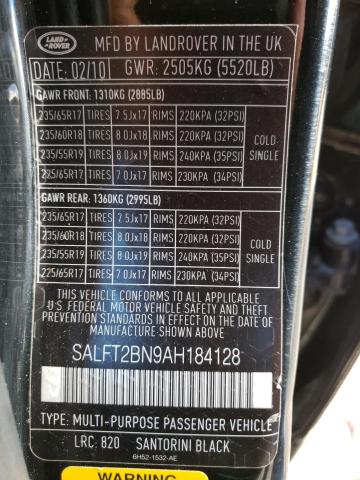 LAND-
ROVER
MFD BY LANDROVER IN THE UK
DATE: 02/10 GWR: 2505KG (5520LB)
GAWR FRONT: 1310KG (2885LB)
235/65R17 TIRES 7.5Jx17 RIMS 220KPA (32PSI)
235/60R18 TIRES 8.0Jx18 RIMS 220KPA (32PSI) COLD-
235/55R19 TIRES 8.0Jx19 RIMS 240KPA (35PSI) SINGLE
225/65R17 TIRES 7.0Jx17 RIMS 230KPA (34PSI)
GAWR REAR: 1360KG (2995LB)
235/65R17 TIRES 7.5Jx17 RIMS 220KPA (32PSI)
235/60R18 TIRES 8.0Jx18 RIMS 220KPA (32PSI) COLD
235/55R19 TIRES 8.0Jx19 RIMS 240KPA (35PSI) SINGLE
225/65R17 TIRES 7.0Jx17 RIMS 230KPA (34PSI)
THIS VEHICLE CONFORMS TO ALL APPLICABLE
U.S FEDERAL MOTOR VEHICLE SAFETY AND THEFT
PREVENTION STANDARDS IN EFFECT ON THE DATE
OF MANUFACTURE SHOWN ABOVE.
SALFT2BN9AH184128
TYPE: MULTI-PURPOSE PASSENGER VEHICLE
LRC: 820 SANTORINI BLACK
6H52-1532-AE
WARNING